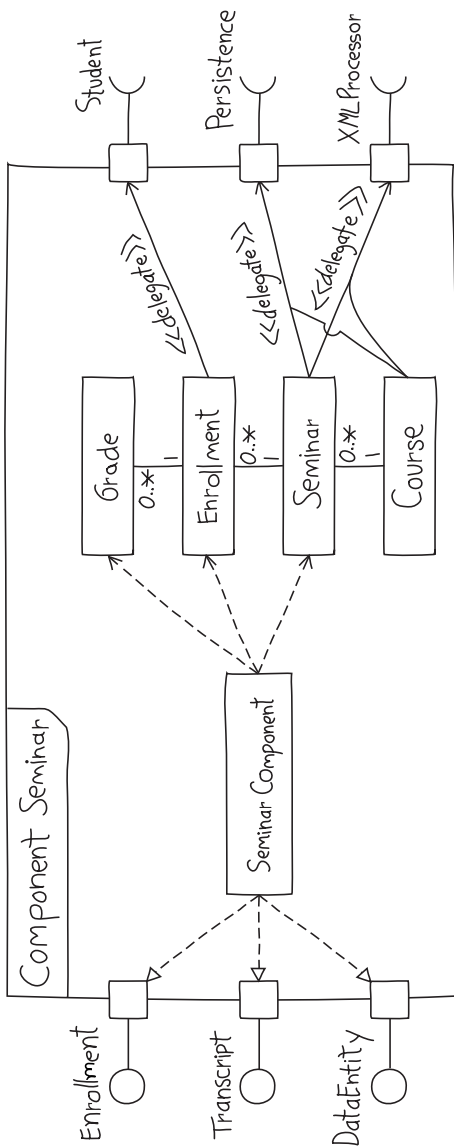 Component Seminar
Enrollment
Transcript
DataEntity
Seminar Component
Grade
0..*
1
Enrollment
0..*
1
Seminar
0..*
1
Course
<<delegate>>
<<delegate>>
<<delegate>>
Student
Persistence
XMLProcessor